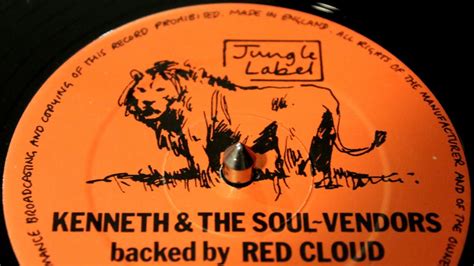 MANCE BROADCASTING AND COPYING OF THIS RECORD PROHIBITED. MADE IN ENGLAND. ALL RIGHTS OF THE MANUFACTURER AND OF THE OWNE
Jungle
Label
KENNETH & THE SOUL~VENDORS
backed by RED CLOUD